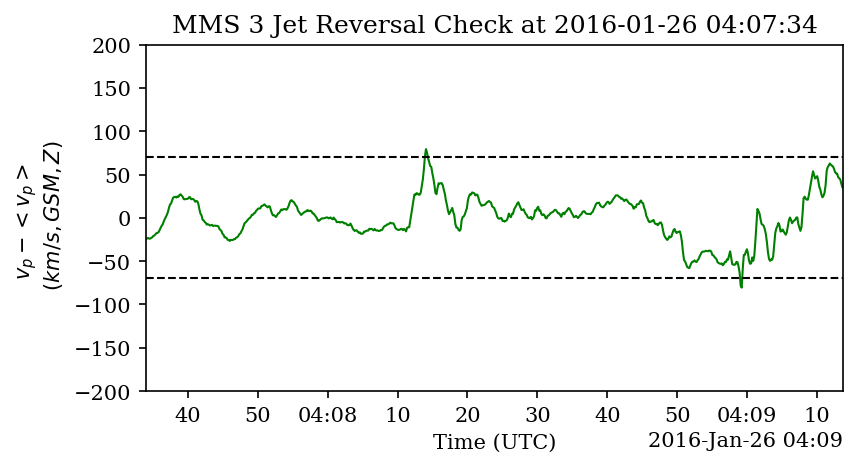 MMS 3 Jet Reversal Check at 2016-01-26 04:07:34
200
150
100
50
0
−50
−100
−150
−200
v_p − < v_p >
(km/s, GSM, Z)
40 50 04:08 10 20 30 40 50 04:09 10
Time (UTC)
2016-Jan-26 04:09